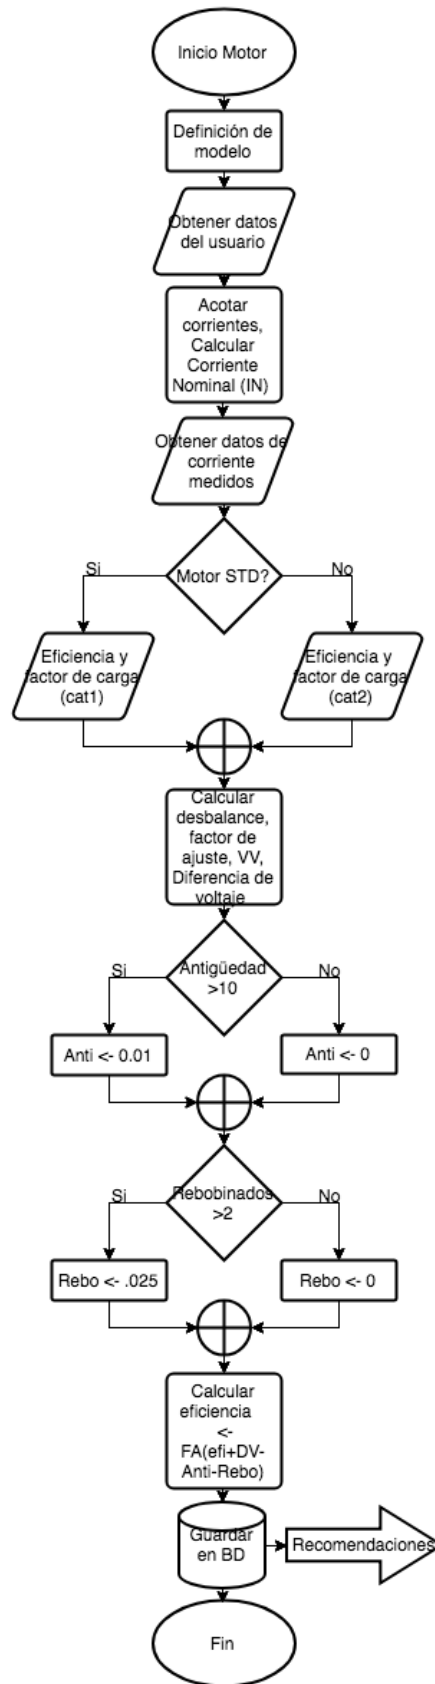 Inicio Motor
Definición de
modelo
Obtener datos
del usuario
Acotar
corrientes,
Calcular
Corriente
Nominal (IN)
Obtener datos de
corriente
medidos
Motor STD?
Si
No
Eficiencia y
factor de carga
(cat1)
Eficiencia y
factor de carga
(cat2)
Calcular
desbalance,
factor de
ajuste, VV,
Diferencia de
voltaje
Antigüedad
>10
Si
No
Anti <- 0.01
Anti <- 0
Rebobinados
>2
Si
No
Rebo <- .025
Rebo <- 0
Calcular
eficiencia
<-
FA(efi+DV-
Anti-Rebo)
Guardar
en BD
Recomendaciones
Fin